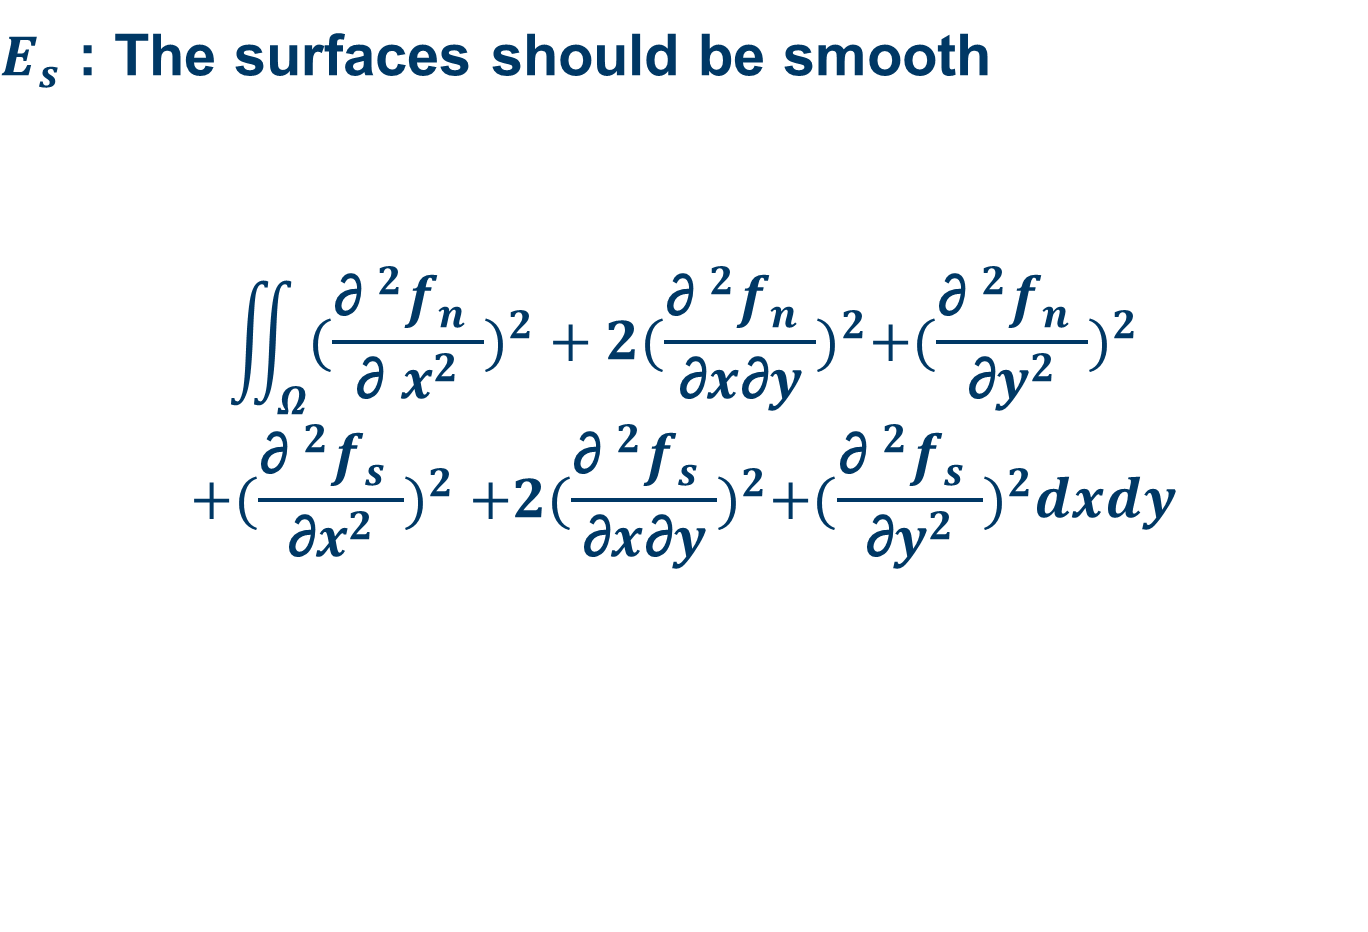 E_s : The surfaces should be smooth
∬_Ω (∂ ²f_n / ∂ x²)² + 2(∂ ²f_n / ∂x∂y)² + (∂ ²f_n / ∂y²)²
+(∂ ²f_s / ∂x²)² +2(∂ ²f_s / ∂x∂y)² + (∂ ²f_s / ∂y²)² dxdy